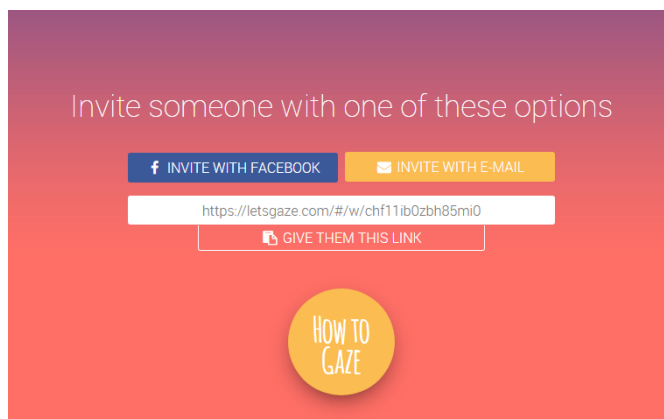 Invite someone with one of these options
INVITE WITH FACEBOOK
INVITE WITH E-MAIL
https://letsgaze.com/#/w/chf11ib0zbh85mi0
GIVE THEM THIS LINK
HOW TO
GAZE